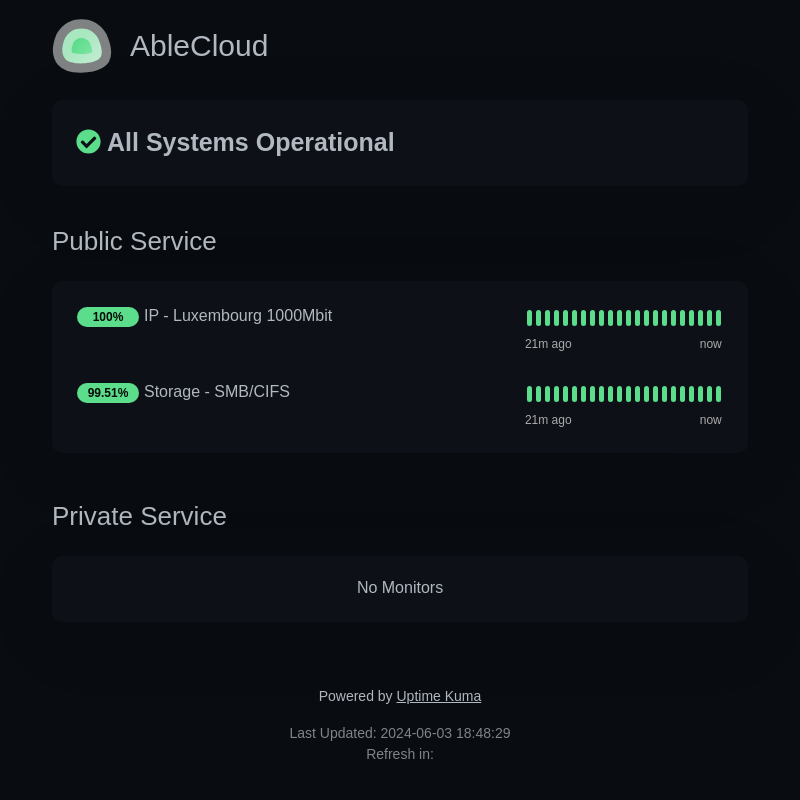 AbleCloud
All Systems Operational
Public Service
100% IP - Luxembourg 1000Mbit
21m ago now
99.51% Storage - SMB/CIFS
21m ago now
Private Service
No Monitors
Powered by Uptime Kuma
Last Updated: 2024-06-03 18:48:29
Refresh in: